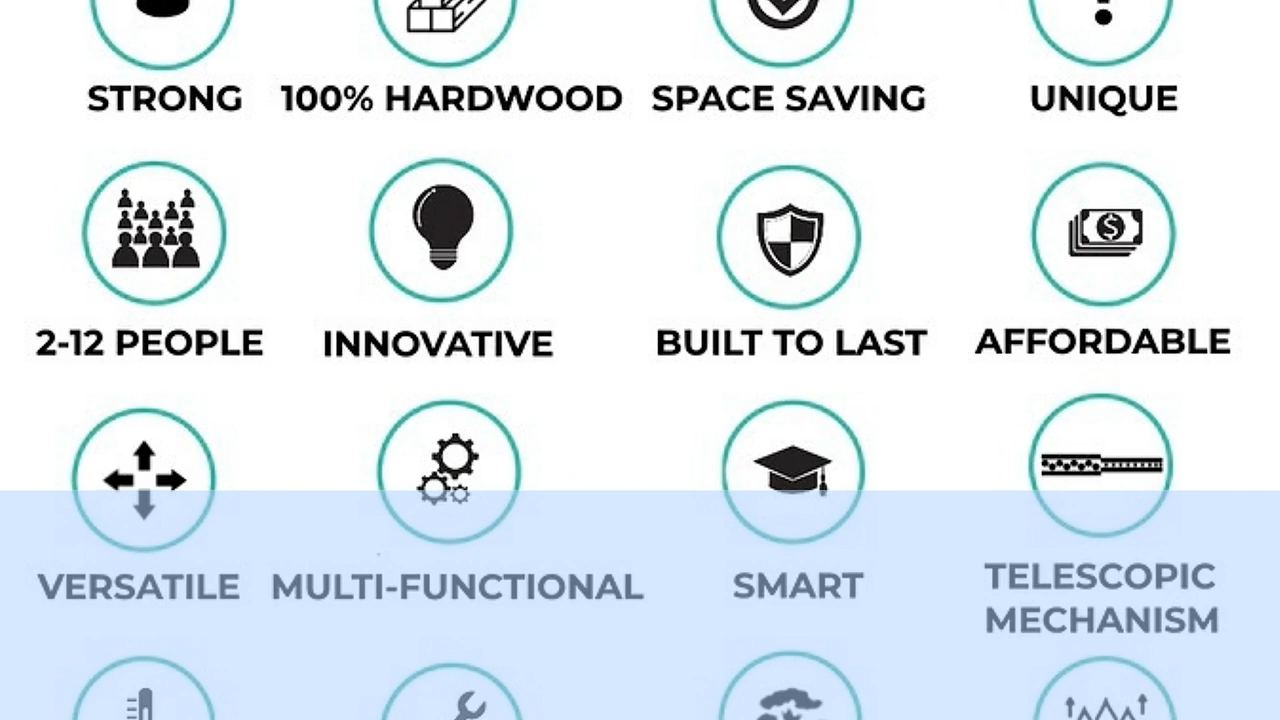 STRONG
100% HARDWOOD
SPACE SAVING
UNIQUE
2-12 PEOPLE
INNOVATIVE
BUILT TO LAST
AFFORDABLE
VERSATILE
MULTI-FUNCTIONAL
SMART
TELESCOPIC
MECHANISM